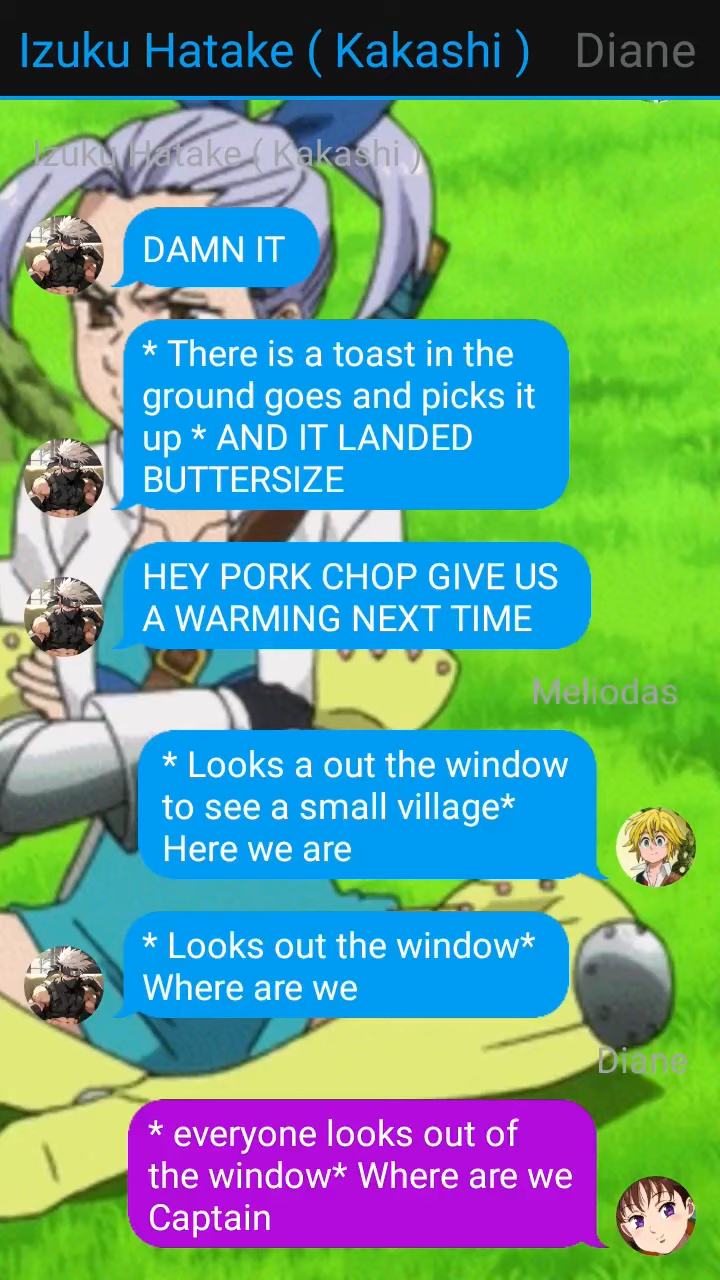 Izuku Hatake ( Kakashi ) Diane
Izuku Hatake ( Kakashi )
DAMN IT
* There is a toast in the
ground goes and picks it
up * AND IT LANDED
BUTTERSIZE
HEY PORK CHOP GIVE US
A WARMING NEXT TIME
Meliodas
* Looks a out the window
to see a small village*
Here we are
* Looks out the window*
Where are we
Diane
* everyone looks out of
the window* Where are we
Captain